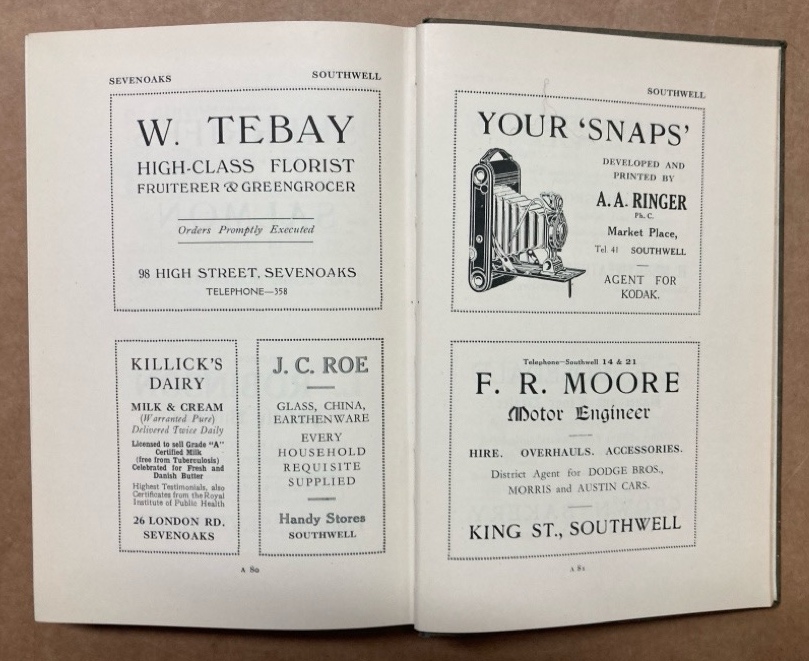 SEVENOAKS
SOUTHWELL
W. TEBAY
HIGH-CLASS FLORIST
FRUITERER & GREENGROCER
Orders Promptly Executed
98 HIGH STREET, SEVENOAKS
TELEPHONE—358
KILLICK'S
DAIRY
MILK & CREAM
(Warranted Pure)
Delivered Twice Daily
Licensed to sell Grade "A"
Certified Milk
(free from Tuberculosis)
Celebrated for Fresh and
Danish Butter
Highest Testimonials, also
Certificates from the Royal
Institute of Public Health
26 LONDON RD.
SEVENOAKS
J. C. ROE
GLASS, CHINA,
EARTHENWARE
EVERY
HOUSEHOLD
REQUISITE
SUPPLIED
Handy Stores
SOUTHWELL
A 80
SOUTHWELL
YOUR 'SNAPS'
DEVELOPED AND
PRINTED BY
A. A. RINGER
Ph. C.
Market Place,
Tel 41 SOUTHWELL
AGENT FOR
KODAK.
Telephone—Southwell 14 & 21
F. R. MOORE
Motor Engineer
HIRE. OVERHAULS. ACCESSORIES.
District Agent for DODGE BROS.,
MORRIS and AUSTIN CARS.
KING ST., SOUTHWELL
A 81